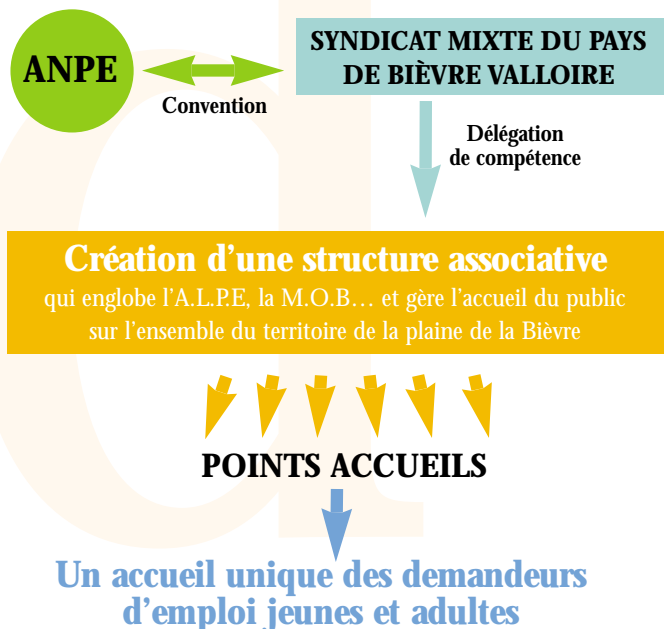 ANPE
Convention
SYNDICAT MIXTE DU PAYS
DE BIÈVRE VALLOIRE
Délégation
de compétence
Création d’une structure associative
qui englobe l’A.L.P.E, la M.O.B… et gère l’accueil du public
sur l’ensemble du territoire de la plaine de la Bièvre
POINTS ACCUEILS
Un accueil unique des demandeurs
d’emploi jeunes et adultes